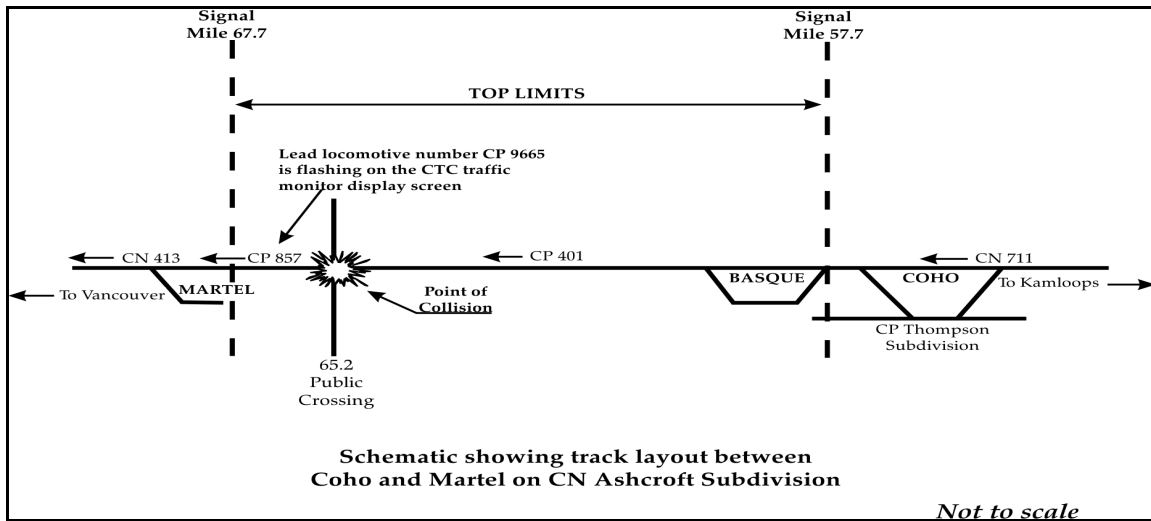 Signal
Mile 67.7
Signal
Mile 57.7
TOP LIMITS
Lead locomotive number CP 9665
is flashing on the CTC traffic
monitor display screen
CN 413
CP 857
CP 401
CN 711
MARTEL
BASQUE
COHO
To Vancouver
To Kamloops
Point of
Collision
CP Thompson
Subdivision
65.2
Public
Crossing
Schematic showing track layout between
Coho and Martel on CN Ashcroft Subdivision
Not to scale